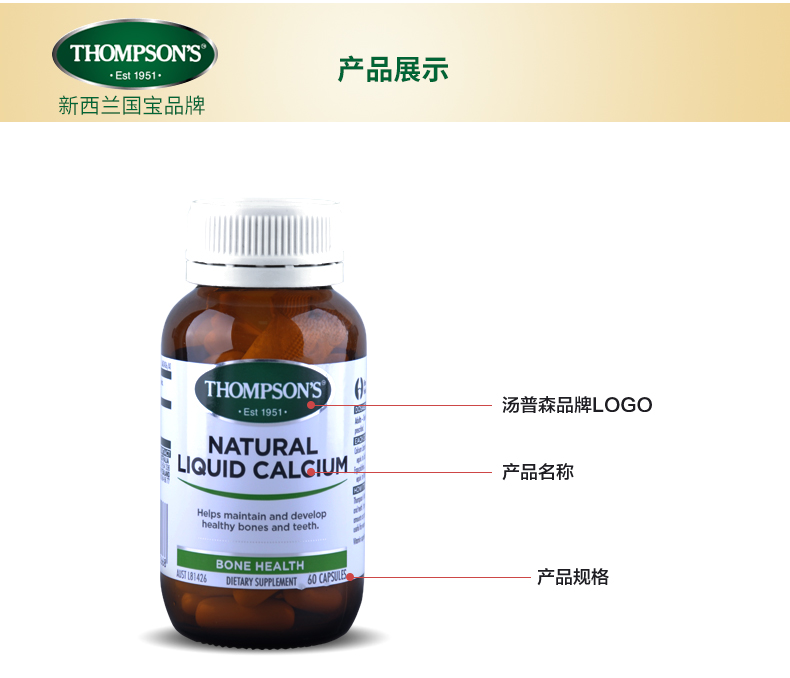 THOMPSON'S®
• Est 1951 •
新西兰国宝品牌
产品展示
THOMPSON'S®
• Est 1951 •
汤普森品牌LOGO
NATURAL
LIQUID CALCIUM
产品名称
Helps maintain and develop
healthy bones and teeth.
BONE HEALTH
AUST L81426 DIETARY SUPPLEMENT 60 CAPSULES
产品规格